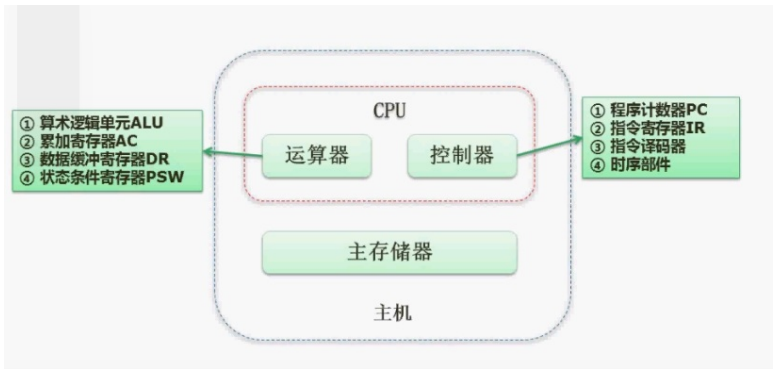 CPU
① 算术逻辑单元ALU
② 累加寄存器AC
③ 数据缓冲寄存器DR
④ 状态条件寄存器PSW
运算器
控制器
① 程序计数器PC
② 指令寄存器IR
③ 指令译码器
④ 时序部件
主存储器
主机